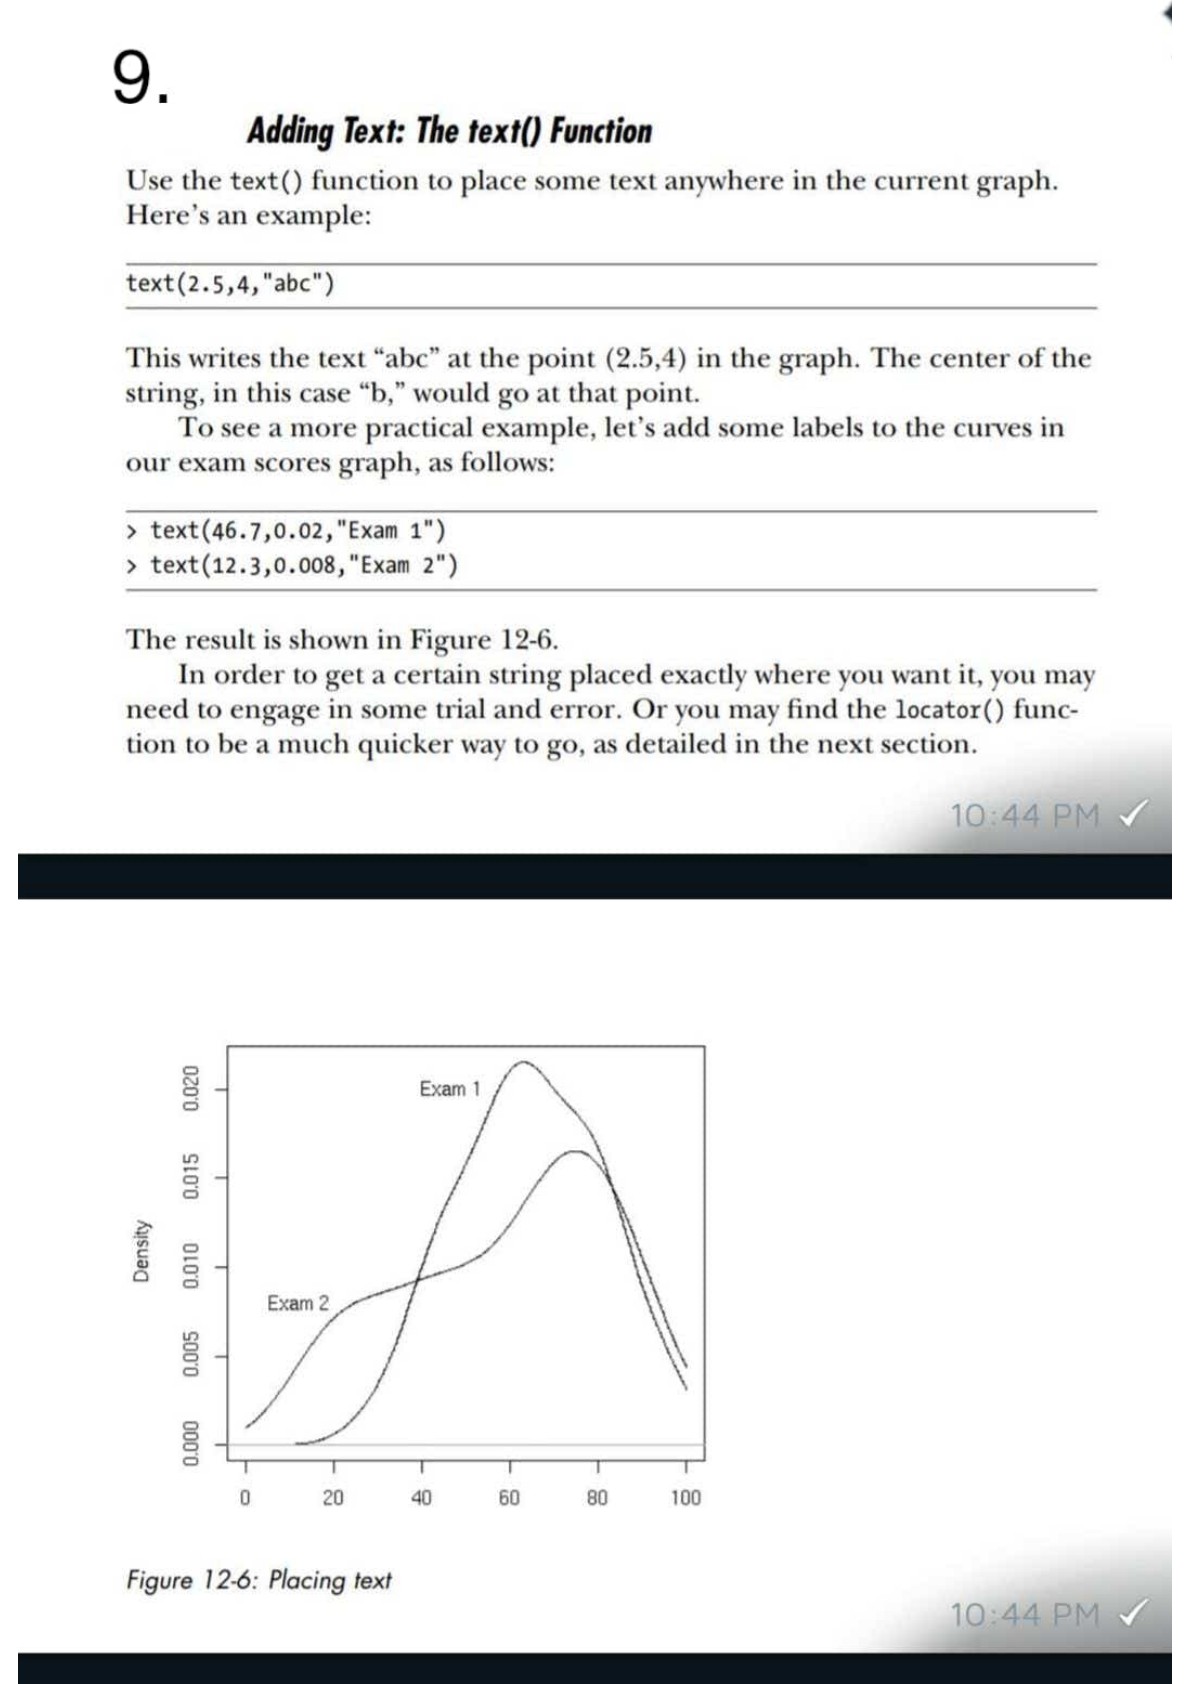 9.
Adding Text: The text() Function
Use the text() function to place some text anywhere in the current graph.
Here's an example:
text(2.5,4,"abc")
This writes the text “abc” at the point (2.5,4) in the graph. The center of the
string, in this case “b,” would go at that point.
To see a more practical example, let's add some labels to the curves in
our exam scores graph, as follows:
> text(46.7,0.02,"Exam 1")
> text(12.3,0.008,"Exam 2")
The result is shown in Figure 12-6.
In order to get a certain string placed exactly where you want it, you may
need to engage in some trial and error. Or you may find the locator() func-
tion to be a much quicker way to go, as detailed in the next section.
10:44 PM ✓
Density
0.020
0.015
0.010
0.005
0.000
Exam 1
Exam 2
0 20 40 60 80 100
Figure 12-6: Placing text
10:44 PM ✓